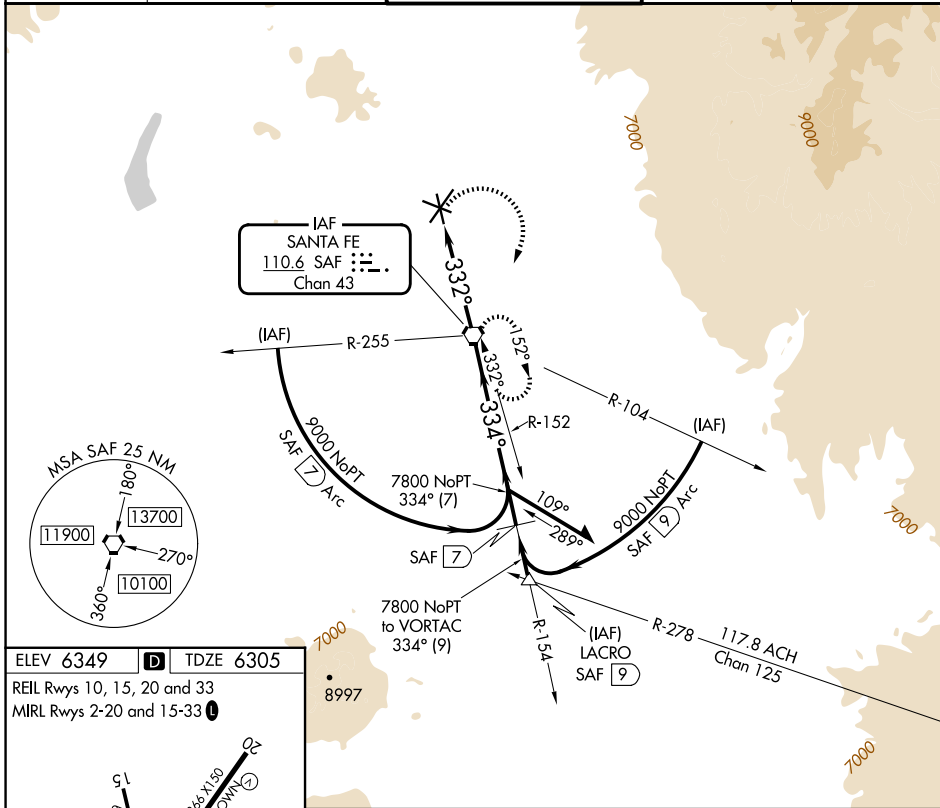 7000
9000
IAF
SANTA FE
110.6 SAF
Chan 43
332°
(IAF)
R-255
152°
332°
334°
R-152
R-104
(IAF)
9000 NoPT
SAF 7 Arc
7800 NoPT
334° (7)
109°
289°
9000 NoPT
SAF 9 Arc
7000
SAF 7
MSA SAF 25 NM
180°
13700
11900
270°
10100
360°
7800 NoPT
to VORTAC
334° (9)
R-154
(IAF)
LACRO
SAF 9
R-278
117.8 ACH
Chan 125
7000
8997
7000
ELEV 6349
D
TDZE 6305
REIL Rwys 10, 15, 20 and 33
MIRL Rwys 2-20 and 15-33 L
15
20
66 X150
OWN
V